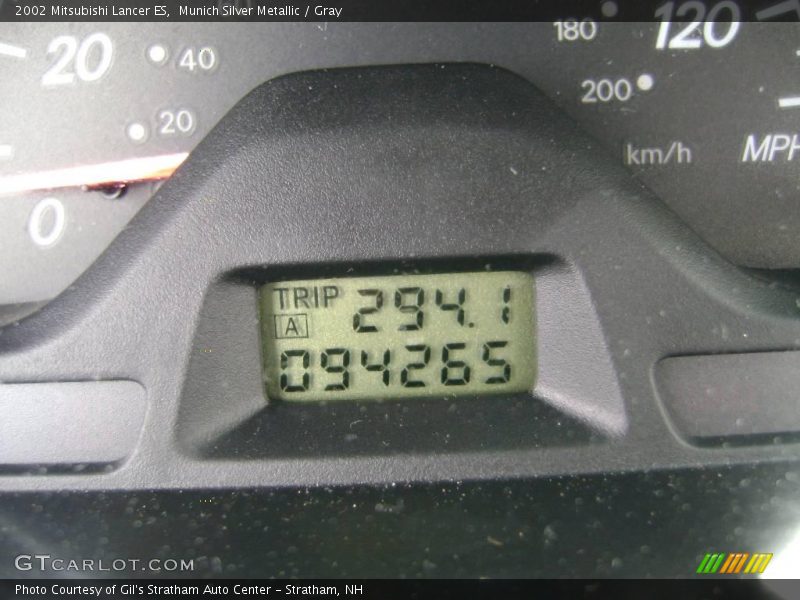 2002 Mitsubishi Lancer ES,  Munich Silver Metallic / Gray
20
40
20
0
180
120
200
km/h
MPH
TRIP 294.1
A
094265
GTCARLOT.COM
Photo Courtesy of Gil's Stratham Auto Center - Stratham, NH